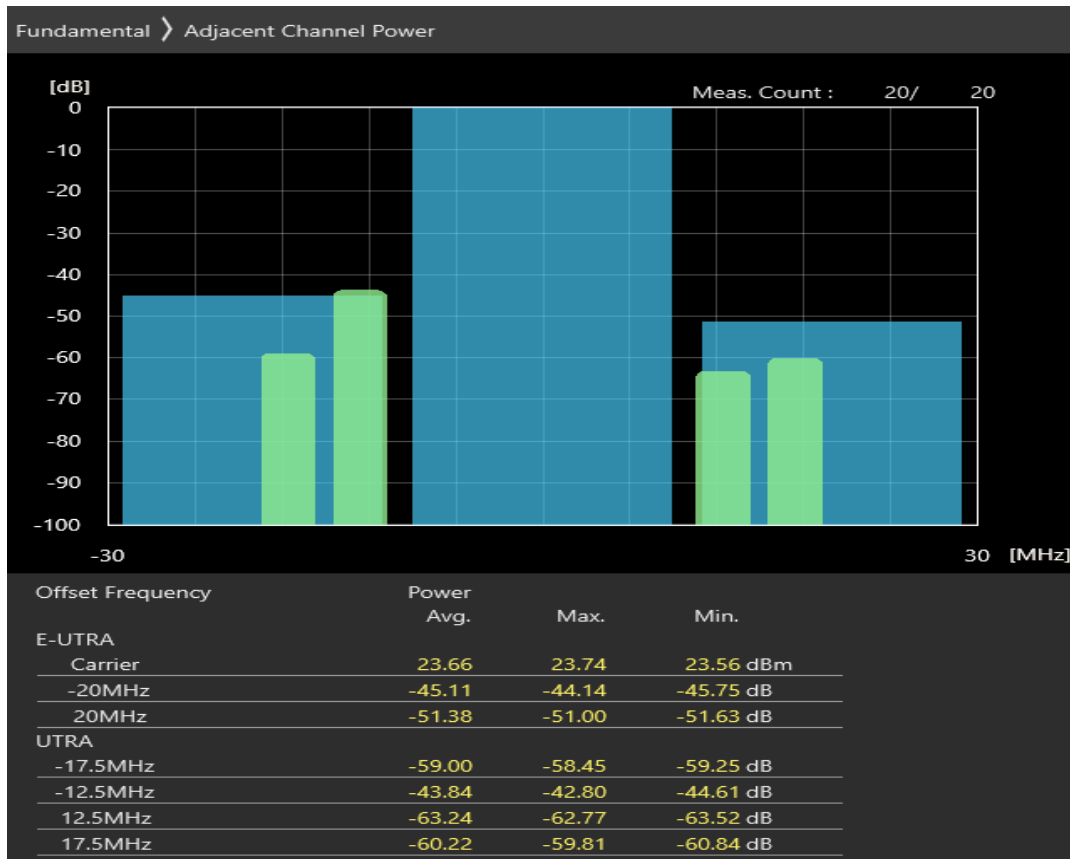 Fundamental ❯ Adjacent Channel Power
[dB]
Meas. Count : 20/ 20
0
-10
-20
-30
-40
-50
-60
-70
-80
-90
-100
-30 30 [MHz]
Offset Frequency Power
Avg. Max. Min.
E-UTRA
Carrier 23.66 23.74 23.56 dBm
-20MHz -45.11 -44.14 -45.75 dB
20MHz -51.38 -51.00 -51.63 dB
UTRA
-17.5MHz -59.00 -58.45 -59.25 dB
-12.5MHz -43.84 -42.80 -44.61 dB
12.5MHz -63.24 -62.77 -63.52 dB
17.5MHz -60.22 -59.81 -60.84 dB